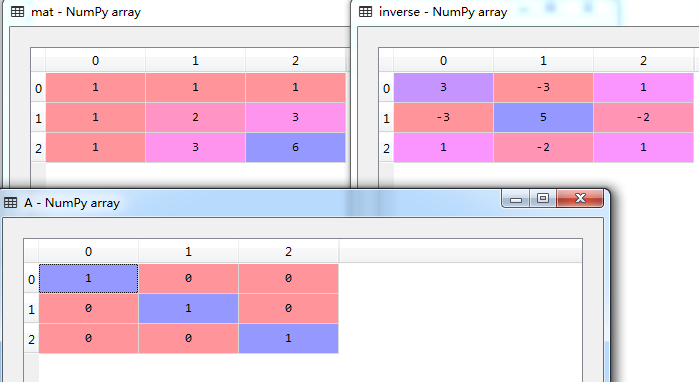 mat - NumPy array
0 1 2
0 1 1 1
1 1 2 3
2 1 3 6
inverse - NumPy array
0 1 2
0 3 -3 1
1 -3 5 -2
2 1 -2 1
A - NumPy array
0 1 2
0 1 0 0
1 0 1 0
2 0 0 1